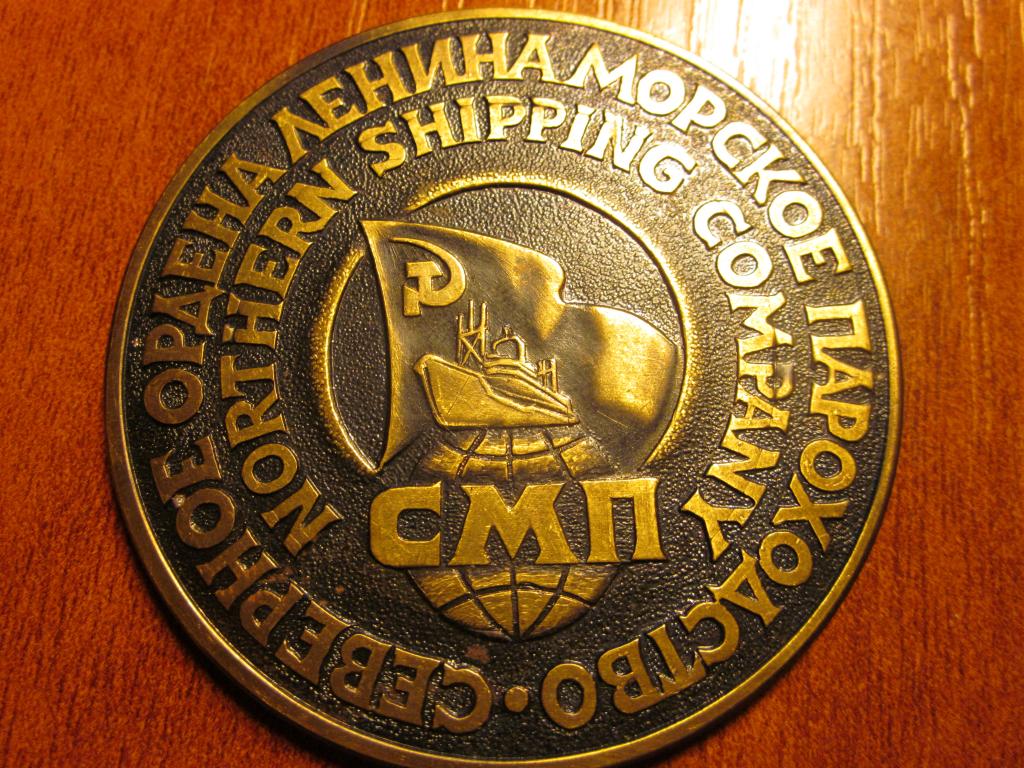 СЕВЕРНОЕ ОРДЕНА ЛЕНИНА МОРСКОЕ ПАРОХОДСТВО •
NORTHERN SHIPPING COMPANY
СМП